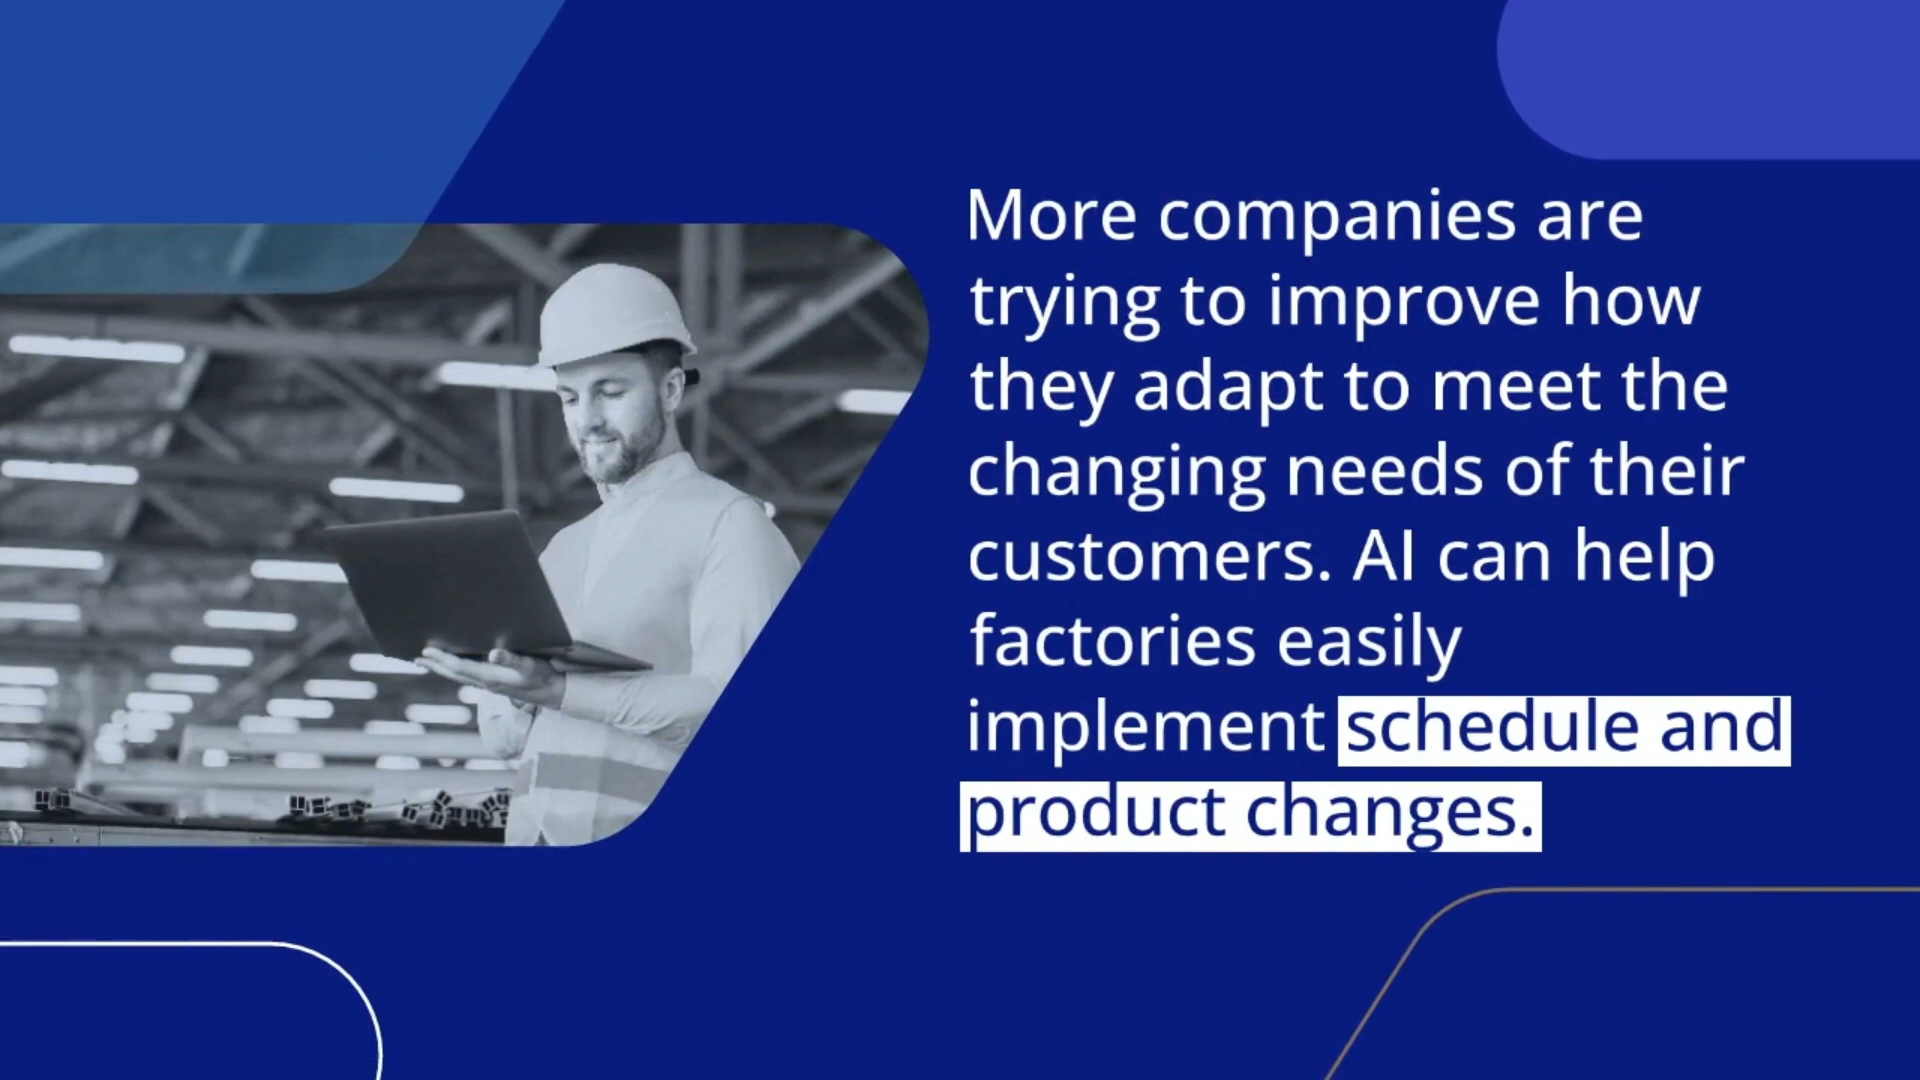 More companies are
trying to improve how
they adapt to meet the
changing needs of their
customers. AI can help
factories easily
implement schedule and
product changes.